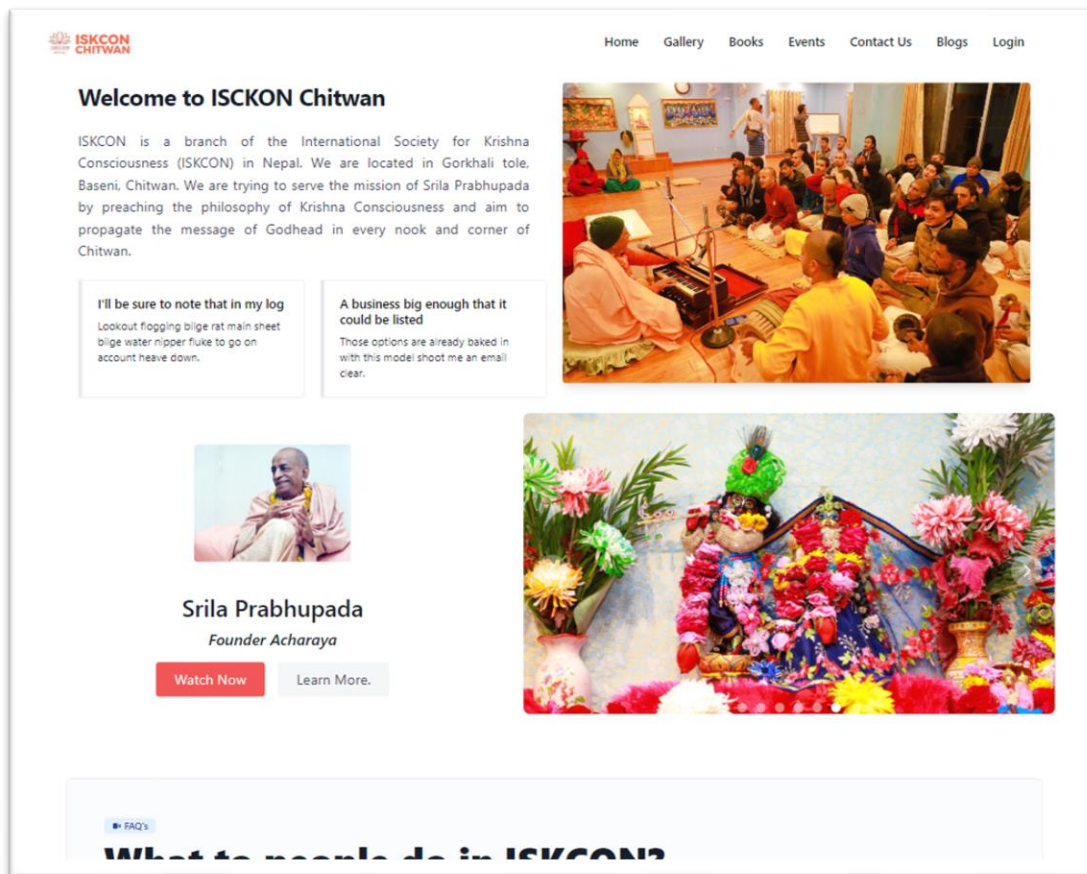 ISKCON
CHITWAN
Home Gallery Books Events Contact Us Blogs Login
Welcome to ISCKON Chitwan
ISKCON is a branch of the International Society for Krishna
Consciousness (ISKCON) in Nepal. We are located in Gorkhali tole,
Baseni, Chitwan. We are trying to serve the mission of Srila Prabhupada
by preaching the philosophy of Krishna Consciousness and aim to
propagate the message of Godhead in every nook and corner of
Chitwan.
I'll be sure to note that in my log
Lookout flogging bilge rat main sheet
bilge water nipper fluke to go on
account heave down.
A business big enough that it
could be listed
Those options are already baked in
with this model shoot me an email
clear.
Srila Prabhupada
Founder Acharaya
Watch Now Learn More.
FAQ's
What to people do in ISKCON?